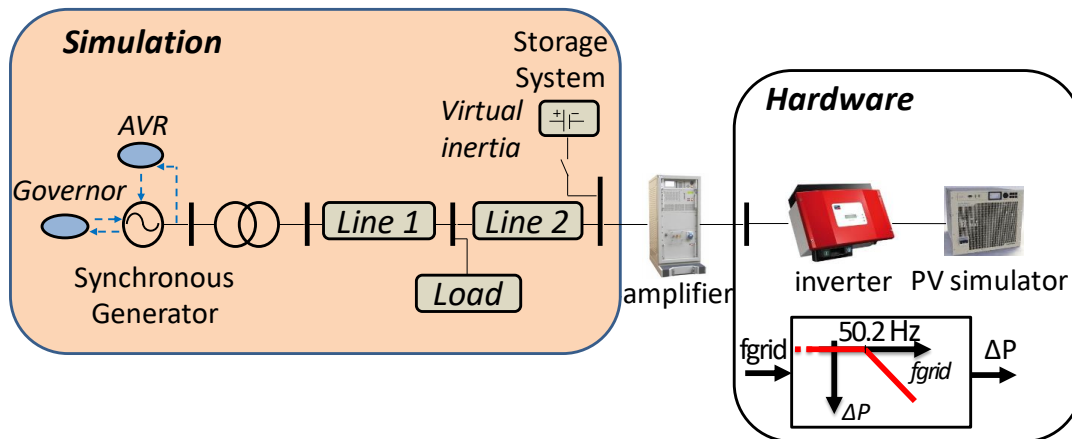 Simulation
Storage
System
Virtual
inertia
+ −
AVR
Governor
Synchronous
Generator
Line 1
Line 2
Load
amplifier
Hardware
inverter
PV simulator
50.2 Hz
fgrid
fgrid
ΔP
ΔP